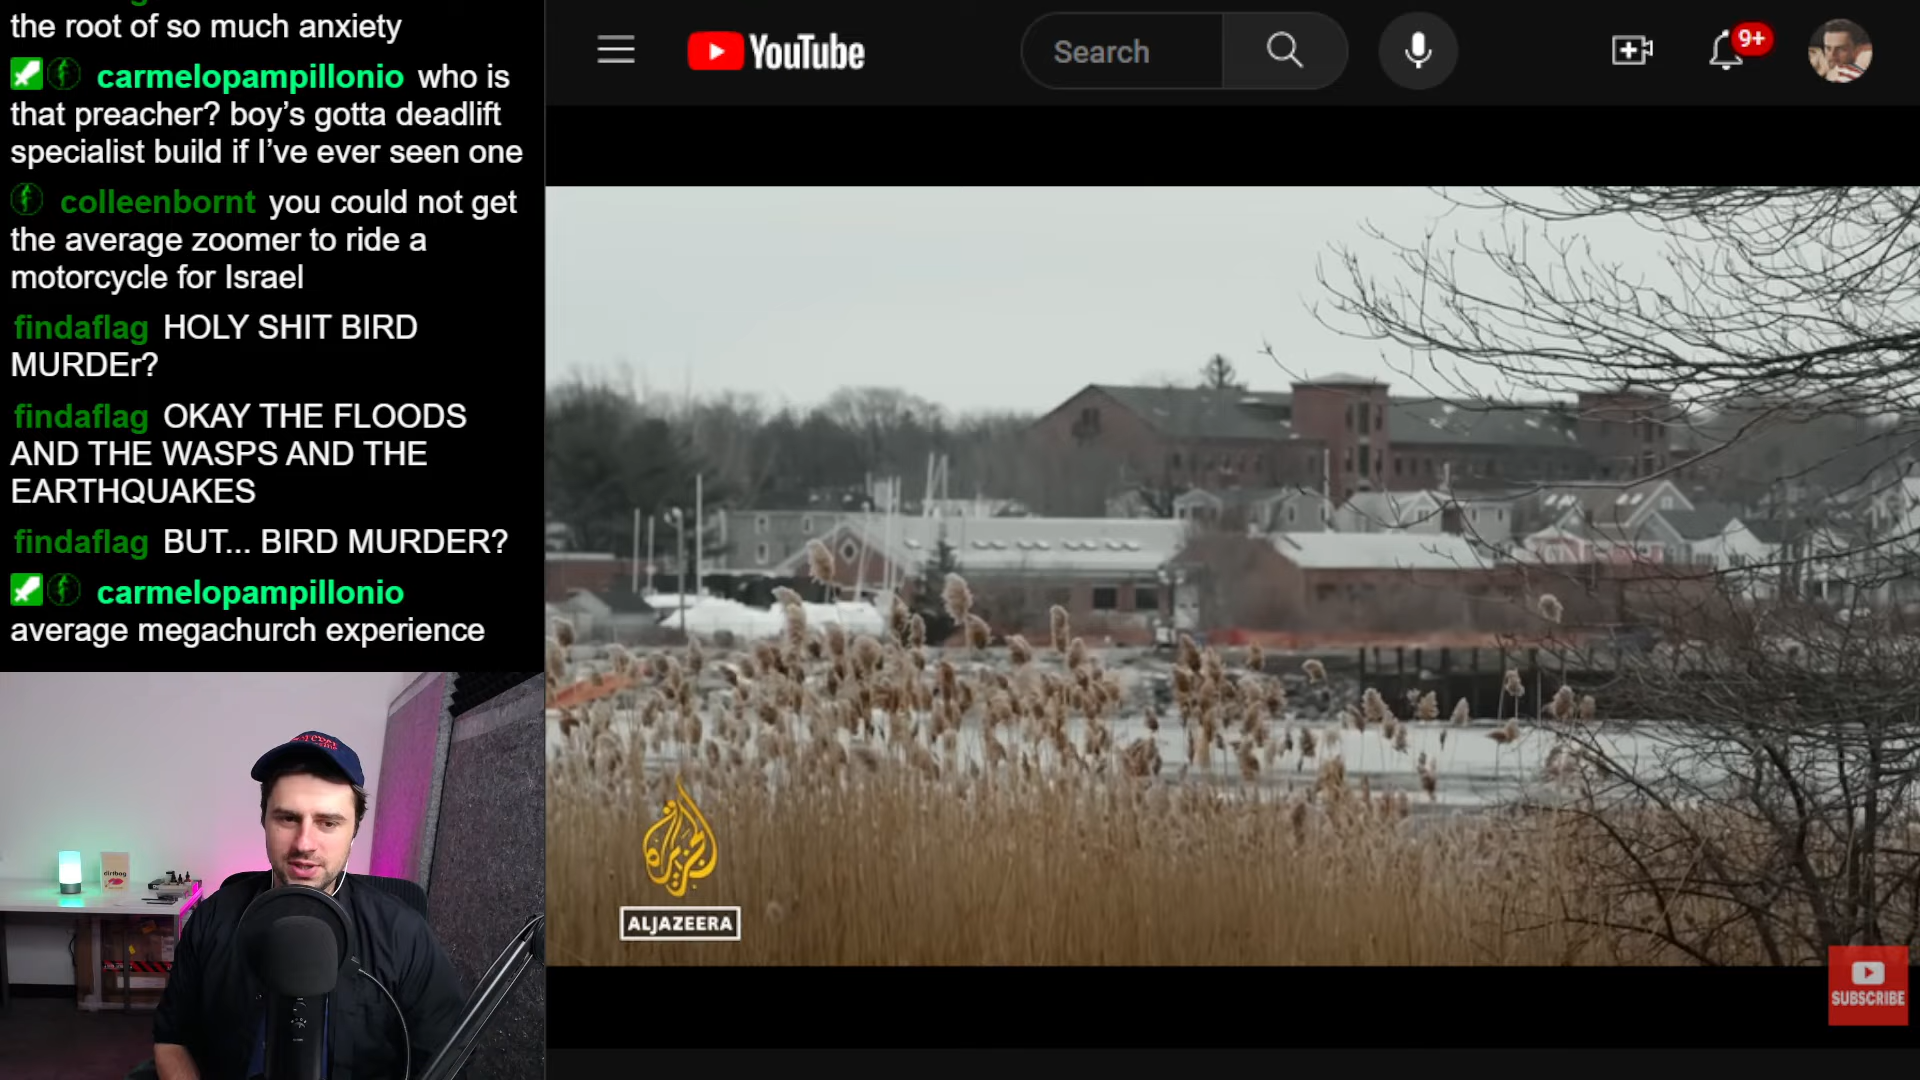 the root of so much anxiety
carmelopampillonio who is
that preacher? boy’s gotta deadlift
specialist build if I’ve ever seen one
colleenbornt you could not get
the average zoomer to ride a
motorcycle for Israel
findaflag HOLY SHIT BIRD
MURDEr?
findaflag OKAY THE FLOODS
AND THE WASPS AND THE
EARTHQUAKES
findaflag BUT... BIRD MURDER?
carmelopampillonio
average megachurch experience
YouTube
Search
9+
الجزيرة
ALJAZEERA
SUBSCRIBE
dirtbag